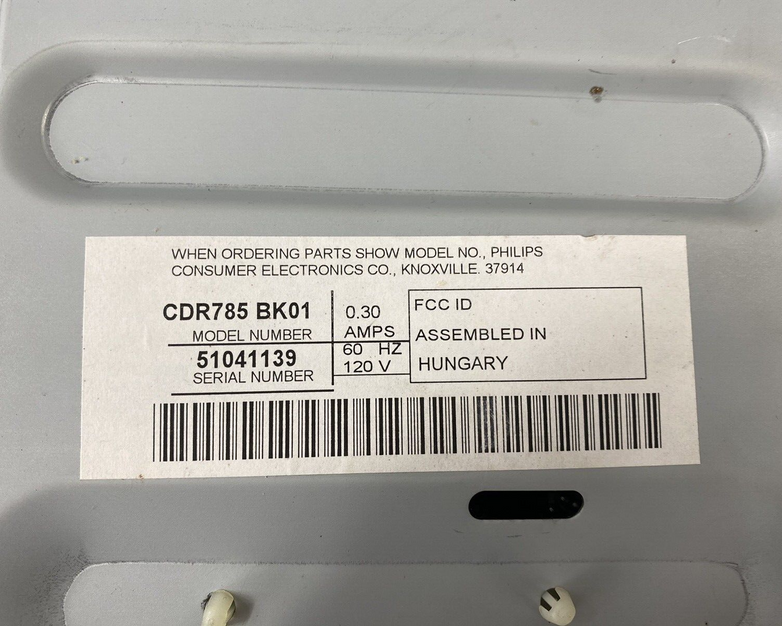 WHEN ORDERING PARTS SHOW MODEL NO., PHILIPS
CONSUMER ELECTRONICS CO., KNOXVILLE. 37914
CDR785 BK01
MODEL NUMBER
51041139
SERIAL NUMBER
0.30
AMPS
60 HZ
120 V
FCC ID
ASSEMBLED IN
HUNGARY